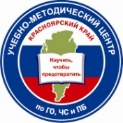 УЧЕБНО-МЕТОДИЧЕСКИЙ ЦЕНТР
КРАСНОЯРСКИЙ КРАЙ
Научить,
чтобы
предотвратить
по ГО, ЧС и ПБ